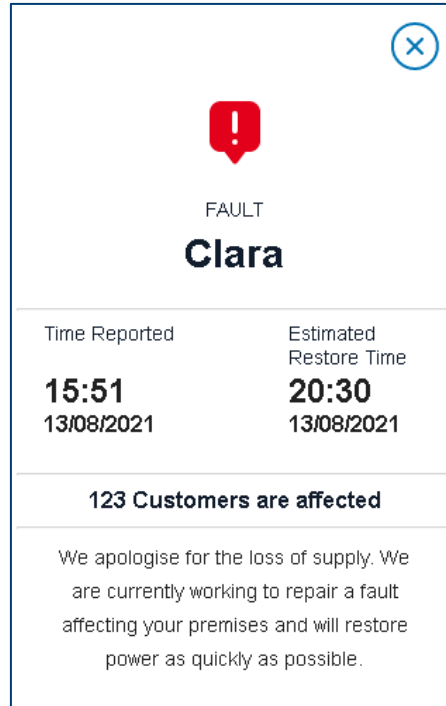 FAULT
Clara
Time Reported
Estimated
Restore Time
15:51
20:30
13/08/2021
13/08/2021
123 Customers are affected
We apologise for the loss of supply. We
are currently working to repair a fault
affecting your premises and will restore
power as quickly as possible.